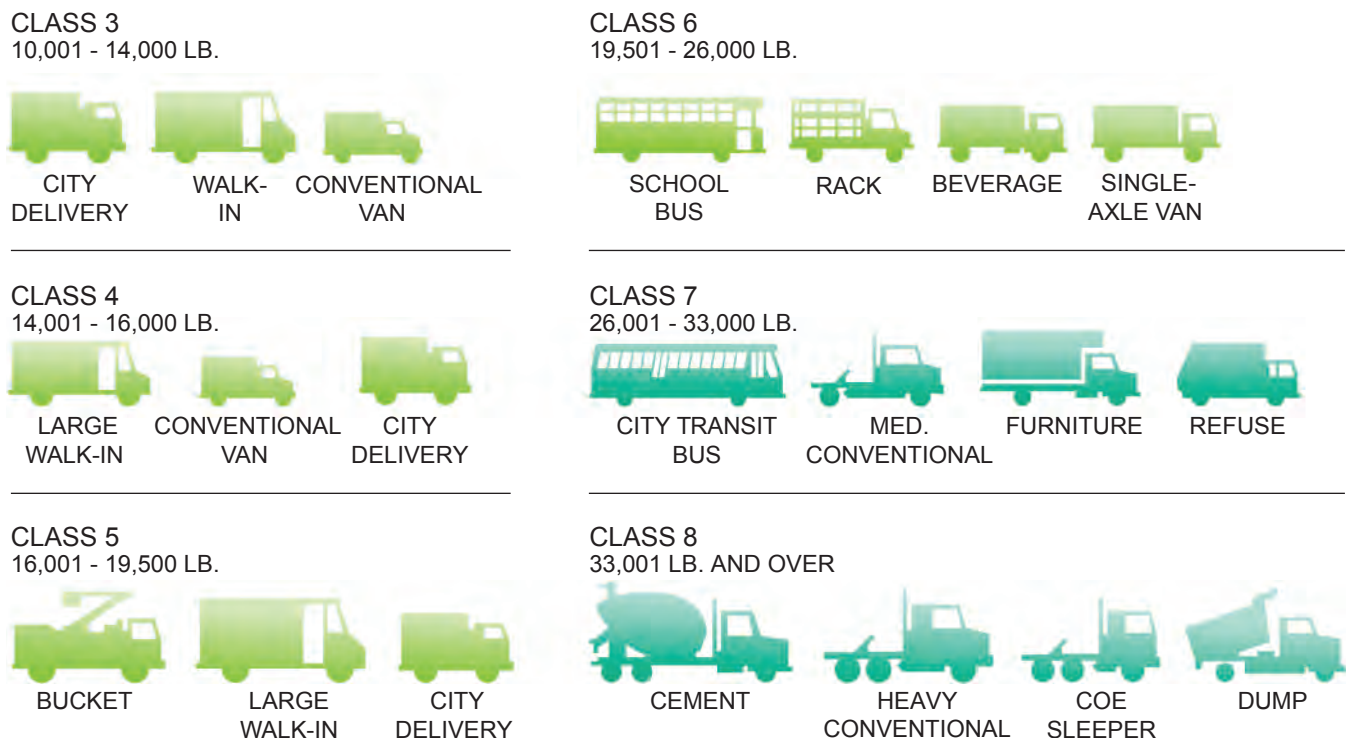 CLASS 3
10,001 - 14,000 LB.
CITY
DELIVERY
WALK-
IN
CONVENTIONAL
VAN
CLASS 4
14,001 - 16,000 LB.
LARGE
WALK-IN
CONVENTIONAL
VAN
CITY
DELIVERY
CLASS 5
16,001 - 19,500 LB.
BUCKET
LARGE
WALK-IN
CITY
DELIVERY
CLASS 6
19,501 - 26,000 LB.
SCHOOL
BUS
RACK
BEVERAGE
SINGLE-
AXLE VAN
CLASS 7
26,001 - 33,000 LB.
CITY TRANSIT
BUS
MED.
CONVENTIONAL
FURNITURE
REFUSE
CLASS 8
33,001 LB. AND OVER
CEMENT
HEAVY
CONVENTIONAL
COE
SLEEPER
DUMP